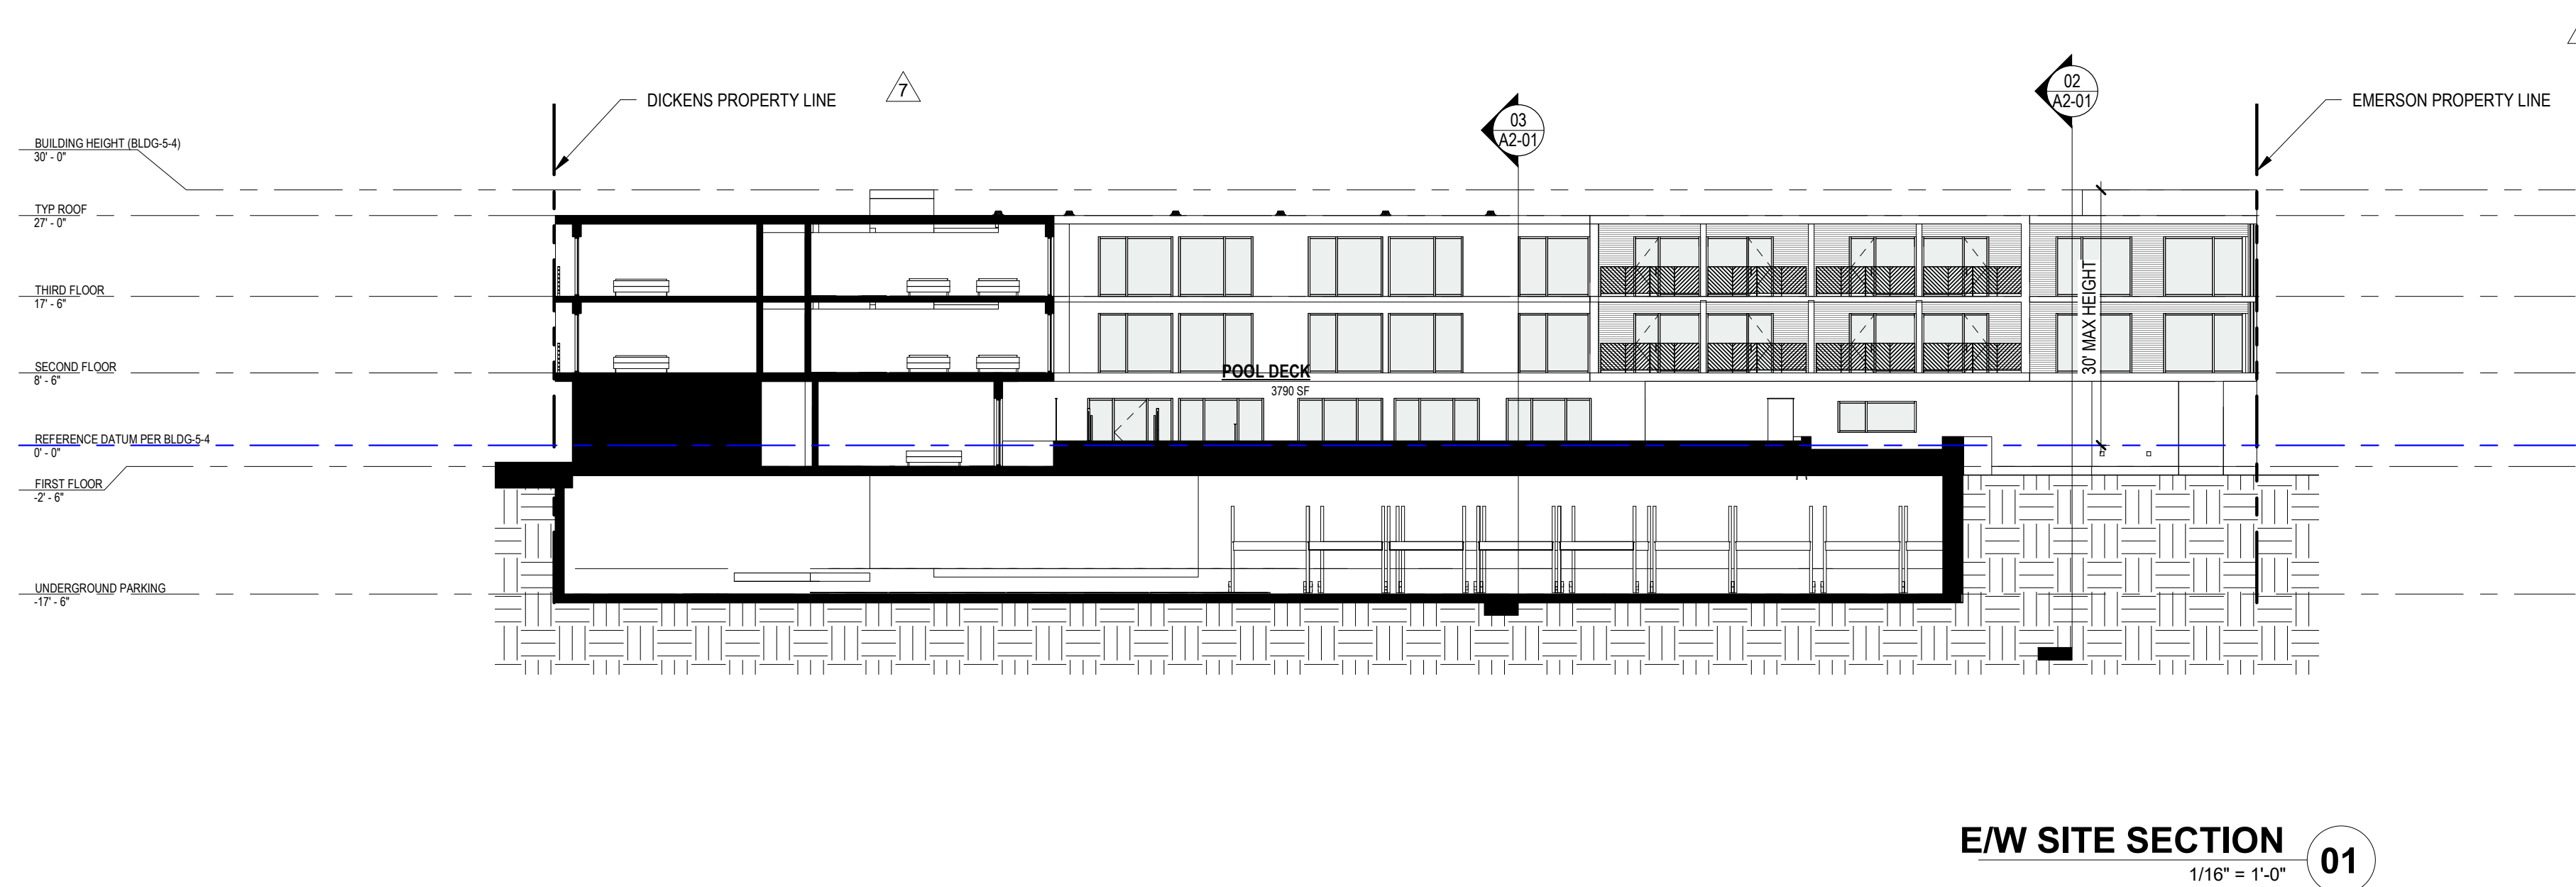 DICKENS PROPERTY LINE
7
03
A2-01
02
A2-01
EMERSON PROPERTY LINE
BUILDING HEIGHT (BLDG-5-4)
30' - 0"
TYP ROOF
27' - 0"
THIRD FLOOR
17' - 6"
SECOND FLOOR
8' - 6"
REFERENCE DATUM PER BLDG-5-4
0' - 0"
FIRST FLOOR
-2' - 6"
UNDERGROUND PARKING
-17' - 6"
POOL DECK
3790 SF
30' MAX HEIGHT
E/W SITE SECTION
1/16" = 1'-0"
01